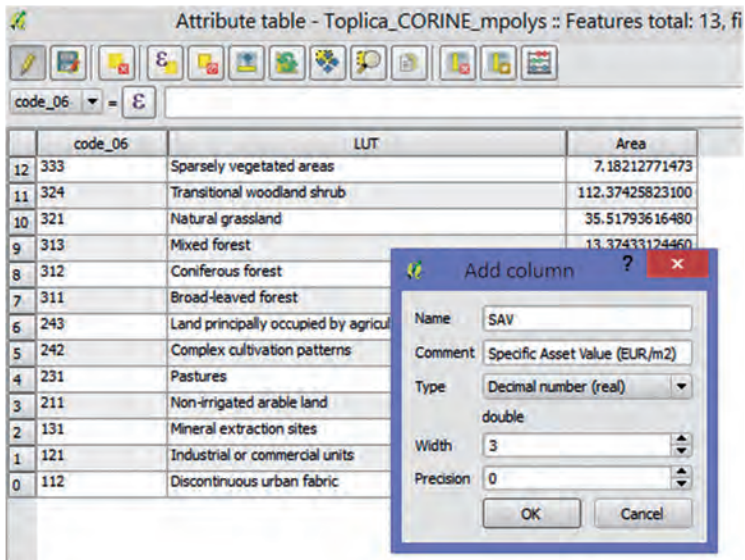 Attribute table - Toplica_CORINE_mpolys :: Features total: 13, fi
code_06 = ε
code_06 LUT Area
12 333 Sparsely vegetated areas 7.18212771473
11 324 Transitional woodland shrub 112.37425823100
10 321 Natural grassland 35.51793616480
9 313 Mixed forest 13.37433124460
8 312 Coniferous forest
7 311 Broad-leaved forest
6 243 Land principally occupied by agricul
5 242 Complex cultivation patterns
4 231 Pastures
3 211 Non-irrigated arable land
2 131 Mineral extraction sites
1 121 Industrial or commercial units
0 112 Discontinuous urban fabric
Add column ? ×
Name SAV
Comment Specific Asset Value (EUR/m2)
Type Decimal number (real)
double
Width 3
Precision 0
OK Cancel